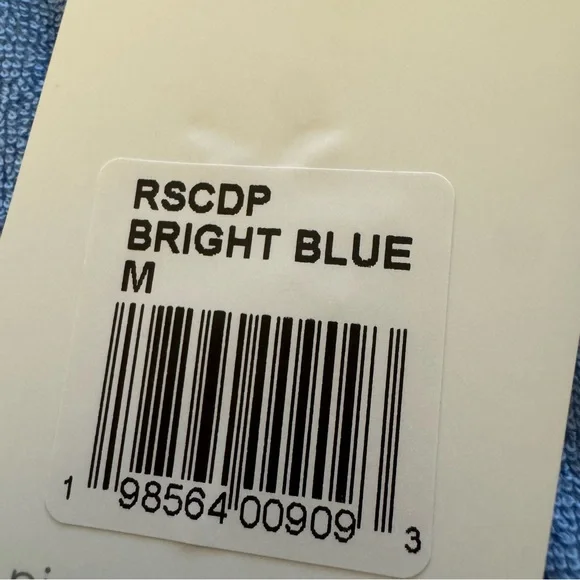 RSCDP
BRIGHT BLUE
M
1 98564 00909 3